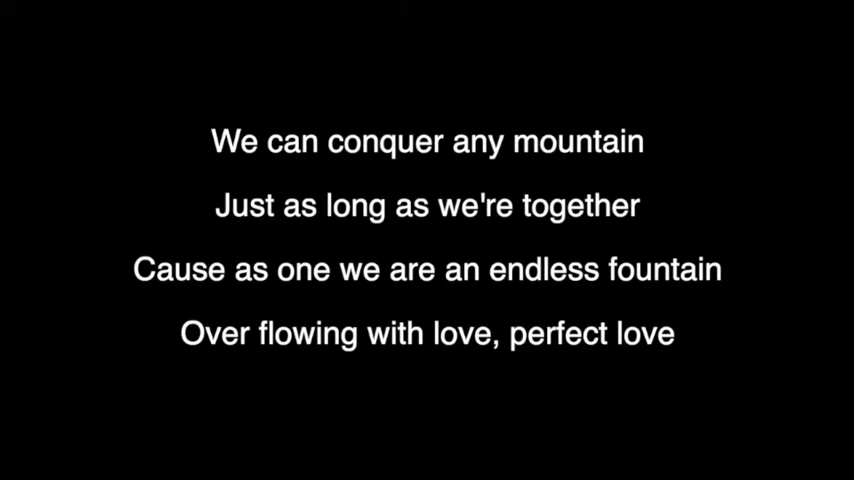 We can conquer any mountain
Just as long as we're together
Cause as one we are an endless fountain
Over flowing with love, perfect love